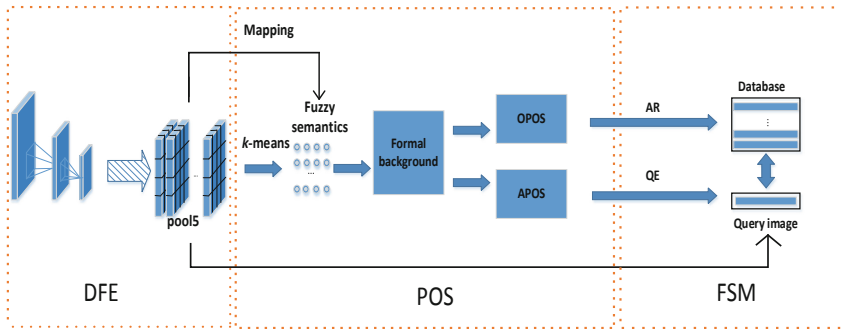 Mapping
Fuzzy
semantics
k-means
...
pool5
...
Formal
background
OPOS
APOS
AR
QE
Database
...
Query image
DFE
POS
FSM